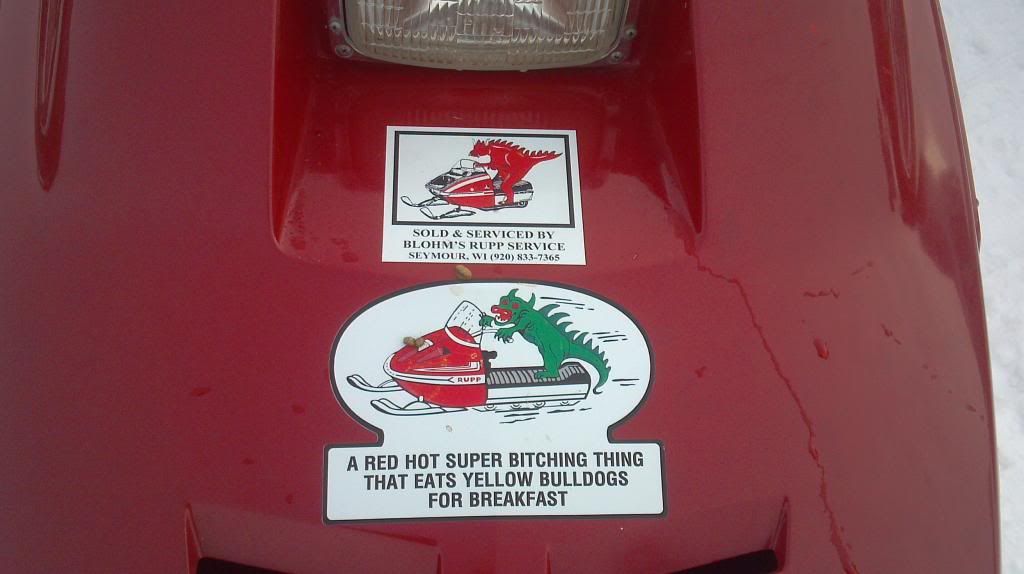 SOLD & SERVICED BY
BLOHM'S RUPP SERVICE
SEYMOUR, WI (920) 833-7365
RUPP
A RED HOT SUPER BITCHING THING
THAT EATS YELLOW BULLDOGS
FOR BREAKFAST